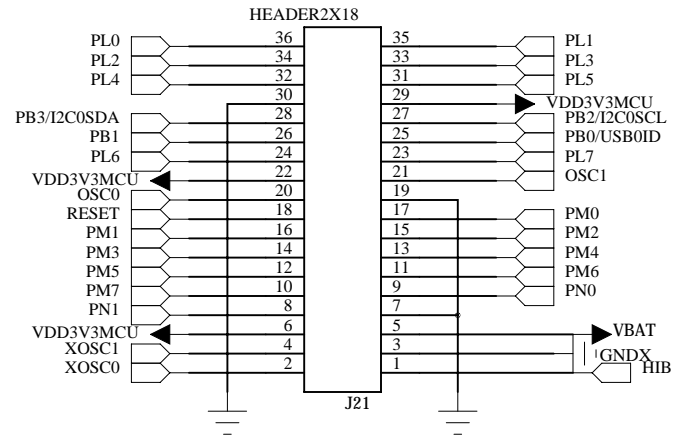 HEADER2X18
PL0 36 35 PL1
PL2 34 33 PL3
PL4 32 31 PL5
30 29 VDD3V3MCU
PB3/I2C0SDA 28 27 PB2/I2C0SCL
PB1 26 25 PB0/USB0ID
PL6 24 23 PL7
VDD3V3MCU 22 21 OSC1
OSC0 20 19
RESET 18 17 PM0
PM1 16 15 PM2
PM3 14 13 PM4
PM5 12 11 PM6
PM7 10 9 PN0
PN1 8 7
VDD3V3MCU 6 5 VBAT
XOSC1 4 3 GNDX
XOSC0 2 1 HIB
J21